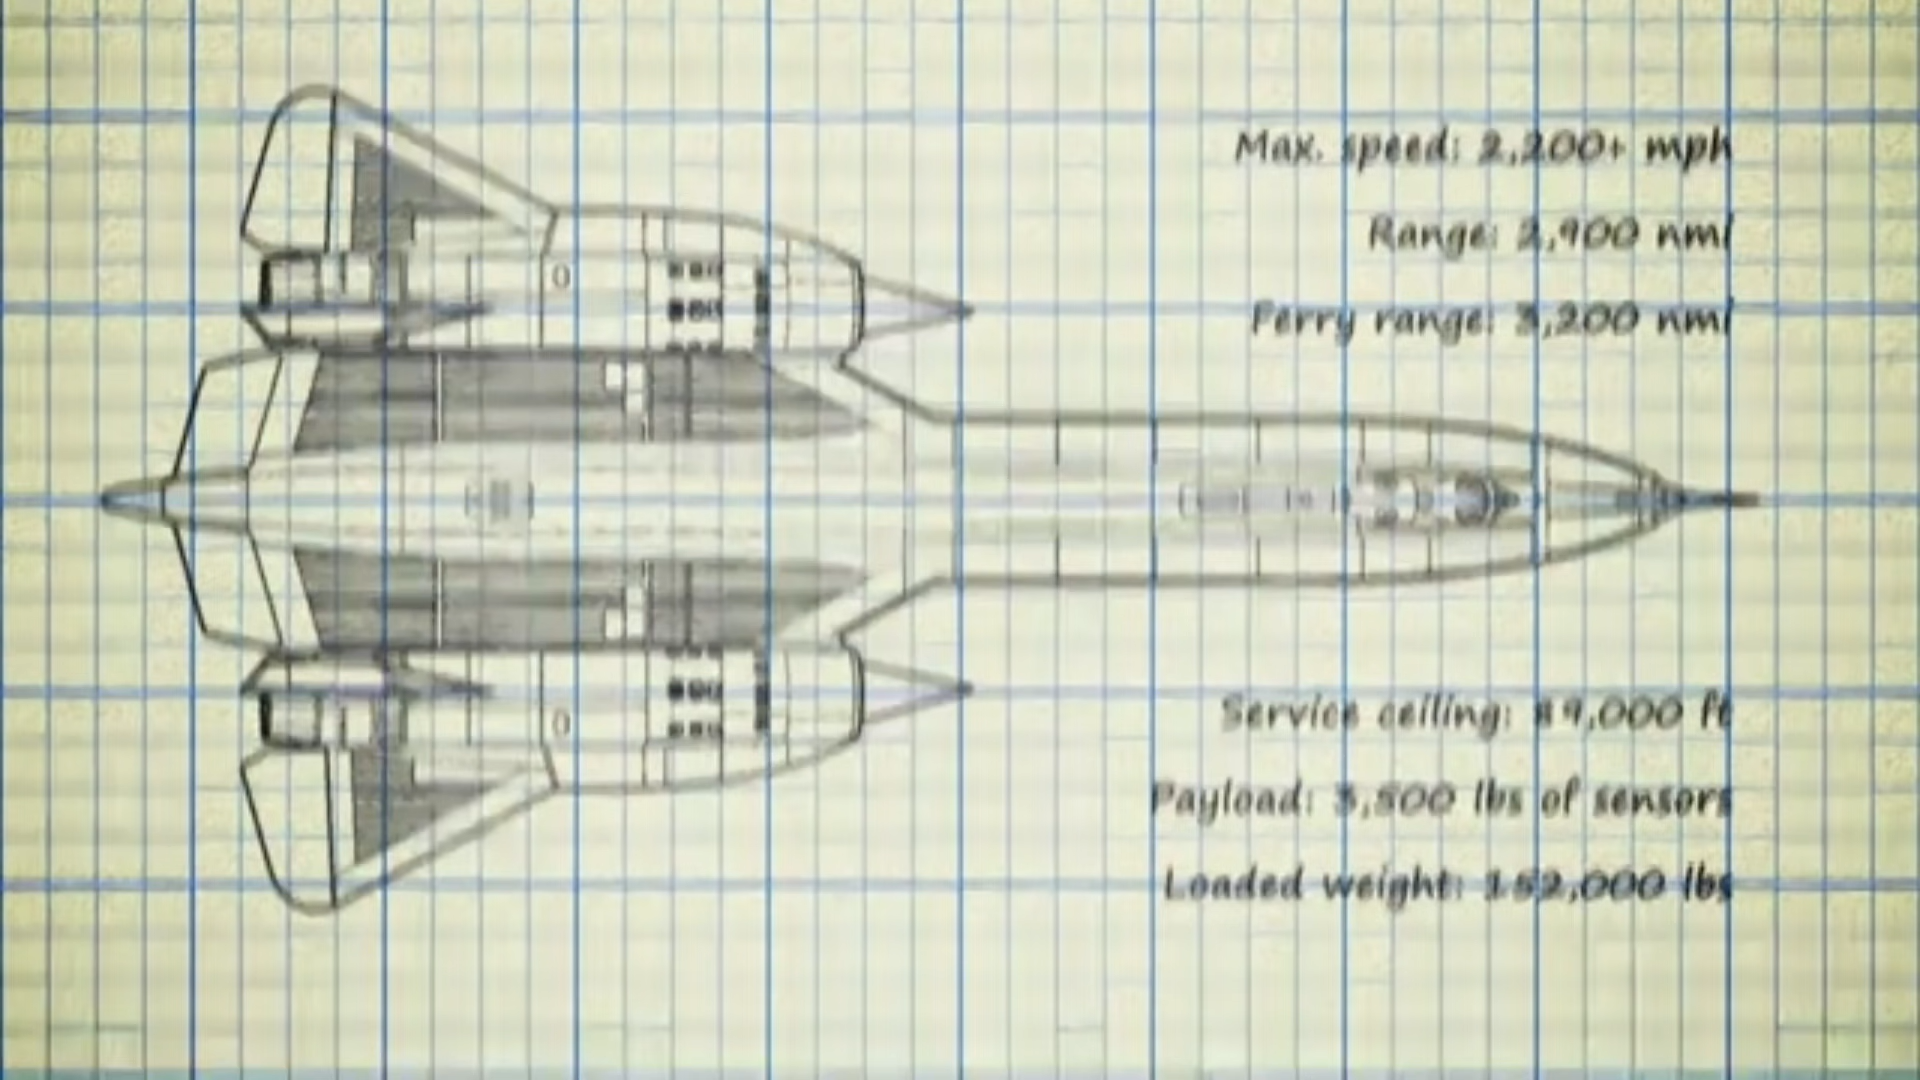 Max. speed: 2,200+ mph
Range: 2,900 nmi
Ferry range: 3,200 nmi
Service ceiling: 89,000 ft
Payload: 3,500 lbs of sensors
Loaded weight: 152,000 lbs